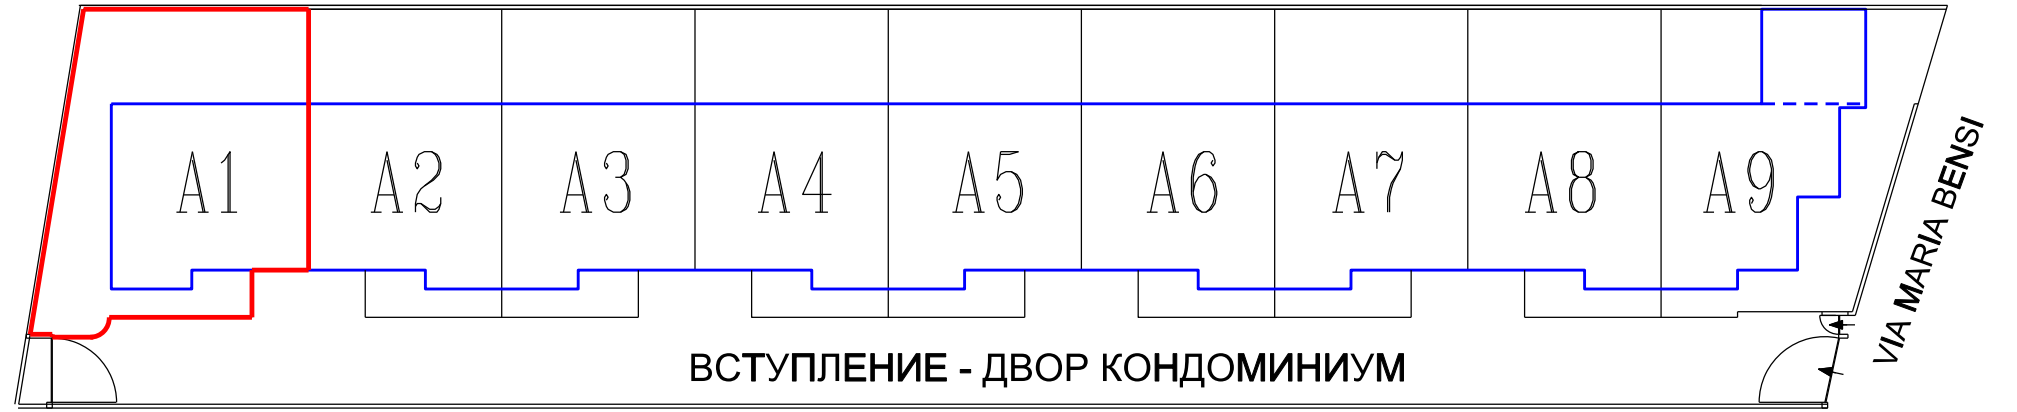 A1
A2
A3
A4
A5
A6
A7
A8
A9
VIA MARIA BENSI
ВСТУПЛЕНИЕ - ДВОР КОНДОМИНИУМ